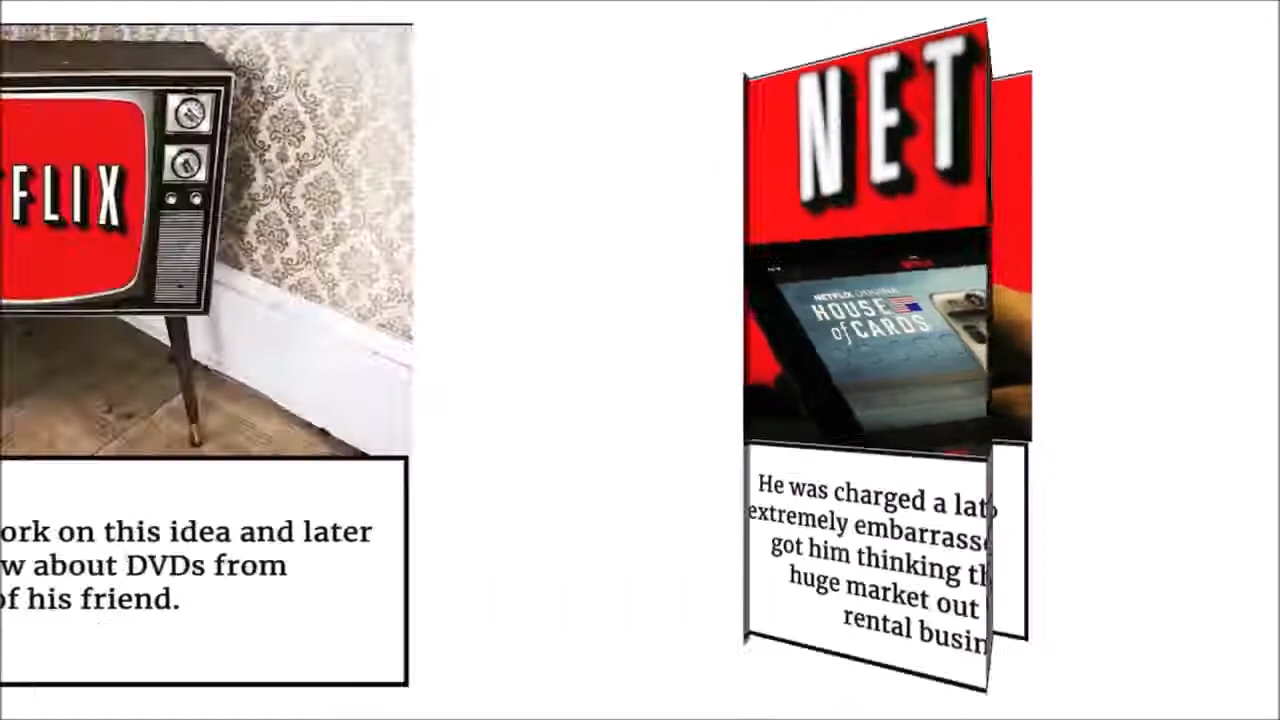 FLIX
ork on this idea and later
w about DVDs from
of his friend.
NET
NETFLIX ORIGINAL
HOUSE
of CARDS
He was charged a lat
extremely embarrass
got him thinking th
huge market out
rental busin